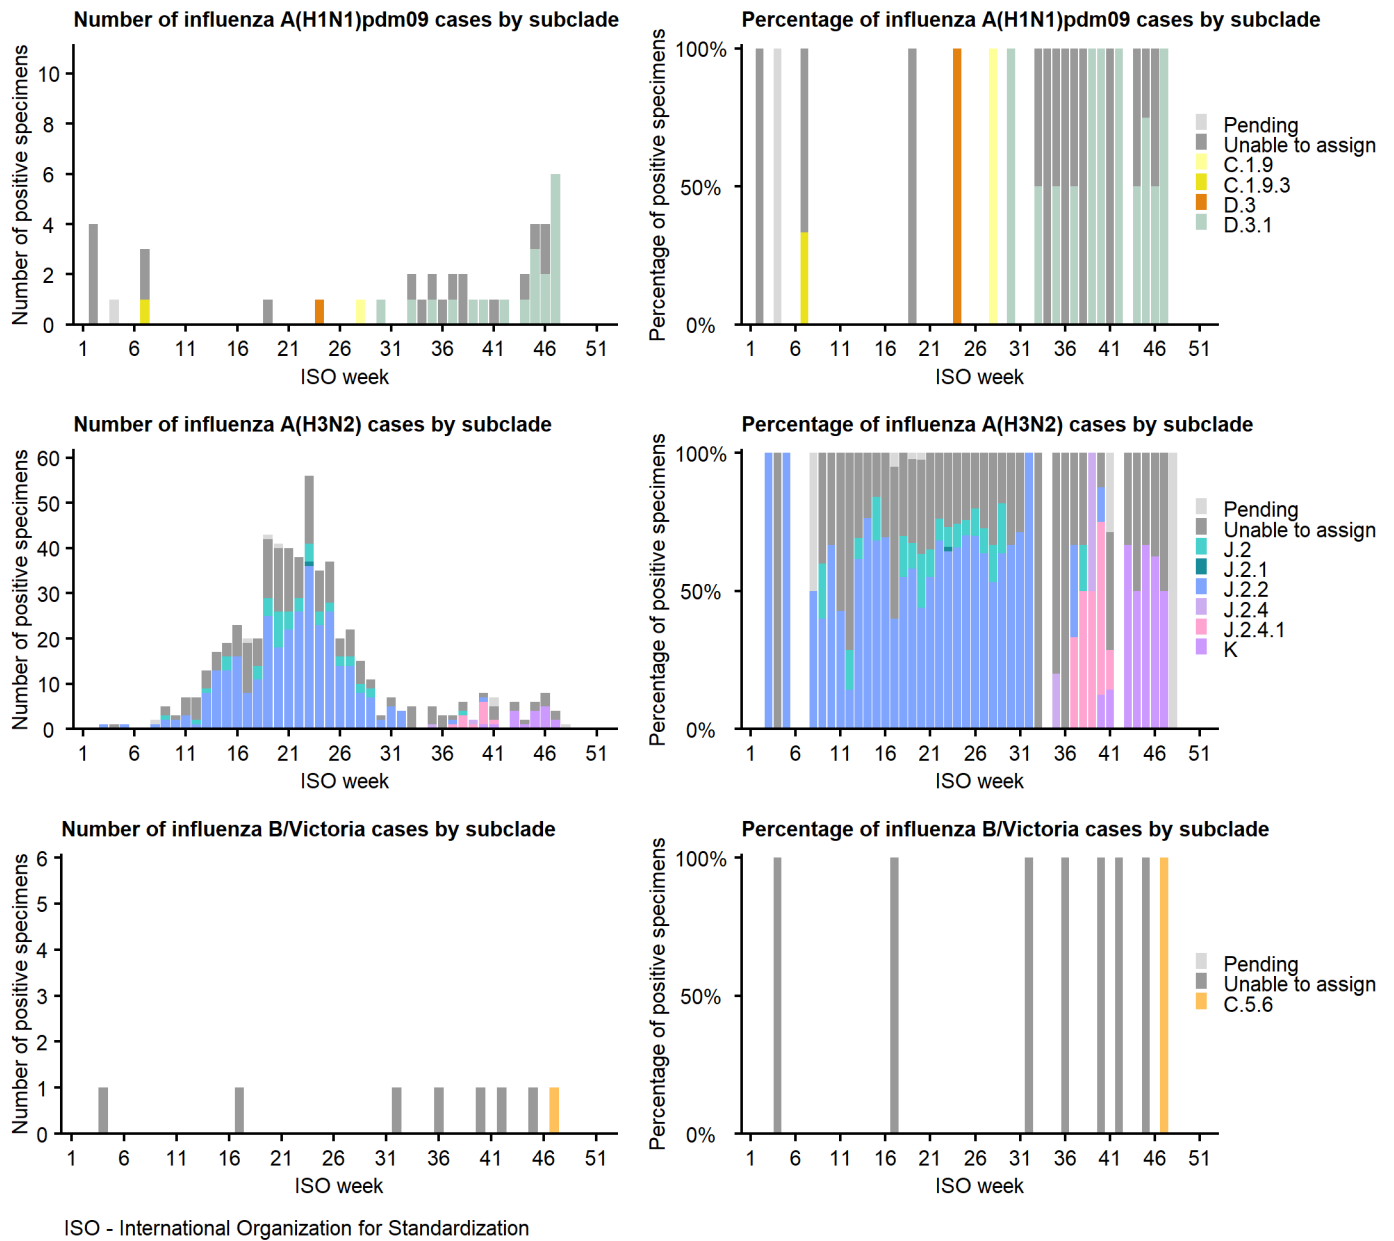 Number of influenza A(H1N1)pdm09 cases by subclade
Number of positive specimens
10
8
6
4
2
0
1 6 11 16 21 26 31 36 41 46 51
ISO week
Percentage of influenza A(H1N1)pdm09 cases by subclade
Percentage of positive specimens
100%
50%
0%
1 6 11 16 21 26 31 36 41 46 51
ISO week
Pending
Unable to assign
C.1.9
C.1.9.3
D.3
D.3.1
Number of influenza A(H3N2) cases by subclade
Number of positive specimens
60
50
40
30
20
10
0
1 6 11 16 21 26 31 36 41 46 51
ISO week
Percentage of influenza A(H3N2) cases by subclade
Percentage of positive specimens
100%
50%
0%
1 6 11 16 21 26 31 36 41 46 51
ISO week
Pending
Unable to assign
J.2
J.2.1
J.2.2
J.2.4
J.2.4.1
K
Number of influenza B/Victoria cases by subclade
Number of positive specimens
6
5
4
3
2
1
0
1 6 11 16 21 26 31 36 41 46 51
ISO week
Percentage of influenza B/Victoria cases by subclade
Percentage of positive specimens
100%
50%
0%
1 6 11 16 21 26 31 36 41 46 51
ISO week
Pending
Unable to assign
C.5.6
ISO - International Organization for Standardization